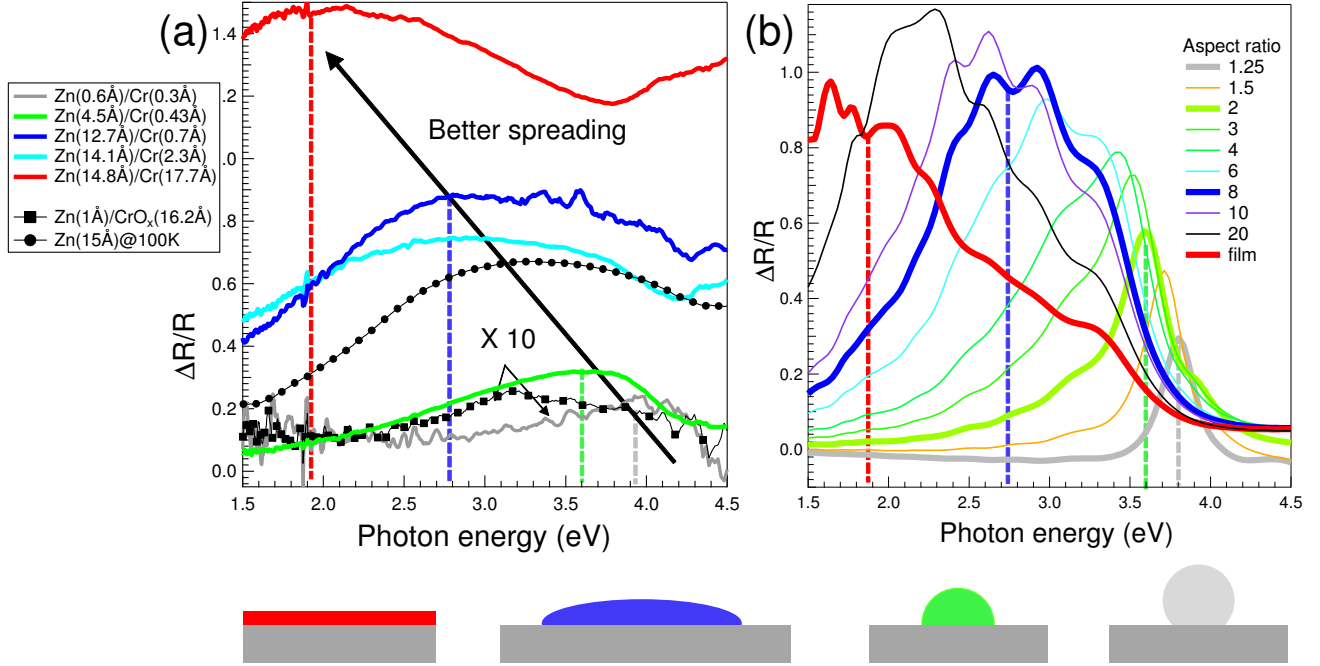 (a)
1.4
1.2
1.0
0.8
0.6
0.4
0.2
0.0
ΔR/R
Zn(0.6Å)/Cr(0.3Å)
Zn(4.5Å)/Cr(0.43Å)
Zn(12.7Å)/Cr(0.7Å)
Zn(14.1Å)/Cr(2.3Å)
Zn(14.8Å)/Cr(17.7Å)
Zn(1Å)/CrOx(16.2Å)
Zn(15Å)@100K
Better spreading
X 10
1.5 2.0 2.5 3.0 3.5 4.0 4.5
Photon energy (eV)
(b)
1.0
0.8
0.6
0.4
0.2
0.0
ΔR/R
Aspect ratio
1.25
1.5
2
3
4
6
8
10
20
film
1.5 2.0 2.5 3.0 3.5 4.0 4.5
Photon energy (eV)